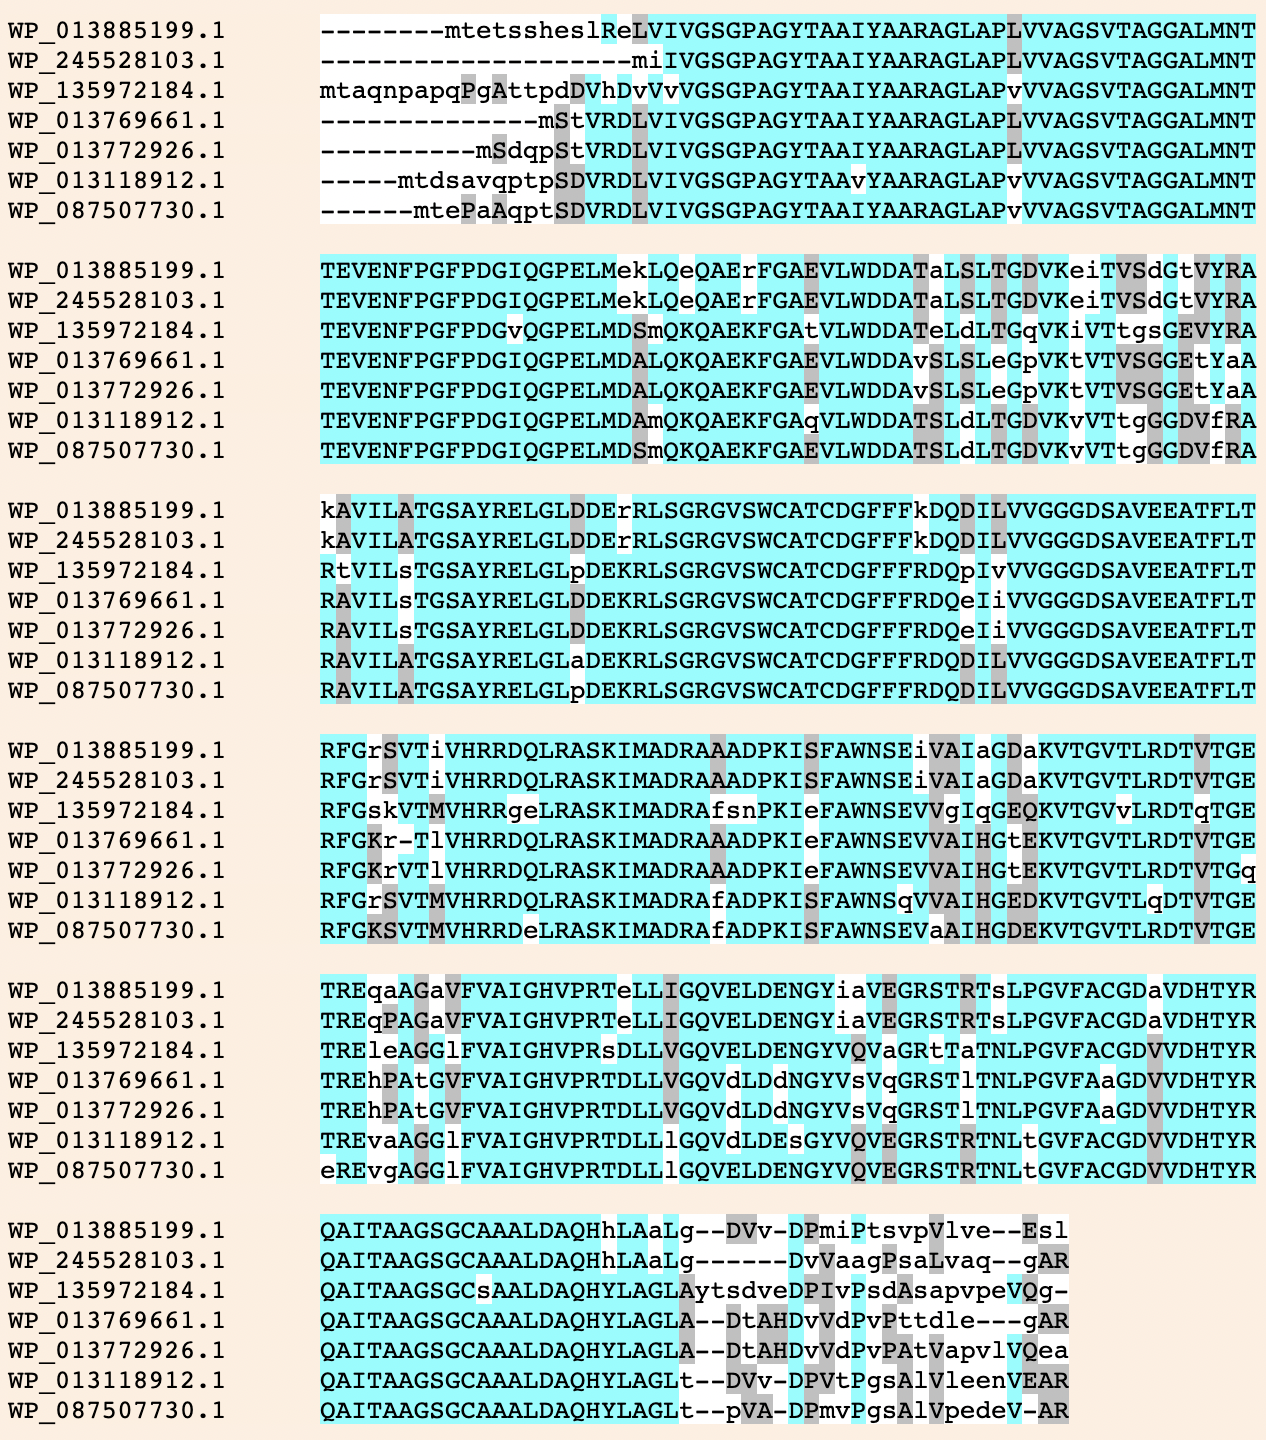 WP_013885199.1 --------mtetssheslReLVIVGSGPAGYTAAIYAARAGLAPLVVAGSVTAGGALMNT
WP_245528103.1 --------------------miIVGSGPAGYTAAIYAARAGLAPLVVAGSVTAGGALMNT
WP_135972184.1 mtaqnpapqPgAttpdDVhDvVvVGSGPAGYTAAIYAARAGLAPvVVAGSVTAGGALMNT
WP_013769661.1 --------------mStVRDLVIVGSGPAGYTAAIYAARAGLAPLVVAGSVTAGGALMNT
WP_013772926.1 ----------mSdqpStVRDLVIVGSGPAGYTAAIYAARAGLAPLVVAGSVTAGGALMNT
WP_013118912.1 -----mtdsavqptpSDVRDLVIVGSGPAGYTAAvYAARAGLAPvVVAGSVTAGGALMNT
WP_087507730.1 ------mtePaAqptSDVRDLVIVGSGPAGYTAAIYAARAGLAPvVVAGSVTAGGALMNT
WP_013885199.1 TEVENFPGFPDGIQGPELMekLQeQAErFGAEVLWDDATaLSLTGDVKeiTVSdGtVYRA
WP_245528103.1 TEVENFPGFPDGIQGPELMekLQeQAErFGAEVLWDDATaLSLTGDVKeiTVSdGtVYRA
WP_135972184.1 TEVENFPGFPDGvQGPELMDSmQKQAEKFGAtVLWDDATeLdLTGqVKiVTtgsGEVYRA
WP_013769661.1 TEVENFPGFPDGIQGPELMDALQKQAEKFGAEVLWDDAvSLSLeGpVKtVTVSGGEtYaA
WP_013772926.1 TEVENFPGFPDGIQGPELMDALQKQAEKFGAEVLWDDAvSLSLeGpVKtVTVSGGEtYaA
WP_013118912.1 TEVENFPGFPDGIQGPELMDAmQKQAEKFGAqVLWDDATSLdLTGDVKvVTtgGGDVfRA
WP_087507730.1 TEVENFPGFPDGIQGPELMDSmQKQAEKFGAEVLWDDATSLdLTGDVKvVTtgGGDVfRA
WP_013885199.1 kAVILATGSAYRELGLDDErRLSGRGVSWCATCDGFFFkDQDILVVGGGDSAVEEATFLT
WP_245528103.1 kAVILATGSAYRELGLDDErRLSGRGVSWCATCDGFFFkDQDILVVGGGDSAVEEATFLT
WP_135972184.1 RtVILsTGSAYRELGLpDEKRLSGRGVSWCATCDGFFFRDQpIvVVGGGDSAVEEATFLT
WP_013769661.1 RAVILsTGSAYRELGLDDEKRLSGRGVSWCATCDGFFFRDQeIiVVGGGDSAVEEATFLT
WP_013772926.1 RAVILsTGSAYRELGLDDEKRLSGRGVSWCATCDGFFFRDQeIiVVGGGDSAVEEATFLT
WP_013118912.1 RAVILATGSAYRELGLaDEKRLSGRGVSWCATCDGFFFRDQDILVVGGGDSAVEEATFLT
WP_087507730.1 RAVILATGSAYRELGLpDEKRLSGRGVSWCATCDGFFFRDQDILVVGGGDSAVEEATFLT
WP_013885199.1 RFGrSVTiVHRRDQLRASKIMADRAAADPKISFAWNSEiVAIaGDaKVTGVTLRDTVTGE
WP_245528103.1 RFGrSVTiVHRRDQLRASKIMADRAAADPKISFAWNSEiVAIaGDaKVTGVTLRDTVTGE
WP_135972184.1 RFGskVTMVHRRgeLRASKIMADRAfsnPKIeFAWNSEVVgIqGEQKVTGVvLRDTqTGE
WP_013769661.1 RFGKr-TlVHRRDQLRASKIMADRAAADPKIeFAWNSEVVAIHGtEKVTGVTLRDTVTGE
WP_013772926.1 RFGKrVTlVHRRDQLRASKIMADRAAADPKIeFAWNSEVVAIHGtEKVTGVTLRDTVTGq
WP_013118912.1 RFGrSVTMVHRRDQLRASKIMADRAfADPKISFAWNSqVVAIHGEDKVTGVTLqDTVTGE
WP_087507730.1 RFGKSVTMVHRRDeLRASKIMADRAfADPKISFAWNSEVaAIHGDEKVTGVTLRDTVTGE
WP_013885199.1 TREqaAGaVFVAIGHVPRTeLLIGQVELDENGYiaVEGRSTRTsLPGVFACGDaVDHTYR
WP_245528103.1 TREqPAGaVFVAIGHVPRTeLLIGQVELDENGYiaVEGRSTRTsLPGVFACGDaVDHTYR
WP_135972184.1 TREleAGGlFVAIGHVPRsDLLVGQVELDENGYVQVaGRtTaTNLPGVFACGDVVDHTYR
WP_013769661.1 TREhPAtGVFVAIGHVPRTDLLVGQVdLDdNGYVsVqGRSTlTNLPGVFAaGDVVDHTYR
WP_013772926.1 TREhPAtGVFVAIGHVPRTDLLVGQVdLDdNGYVsVqGRSTlTNLPGVFAaGDVVDHTYR
WP_013118912.1 TREvaAGGlFVAIGHVPRTDLLlGQVdLDEsGYVQVEGRSTRTNLtGVFACGDVVDHTYR
WP_087507730.1 eREvgAGGlFVAIGHVPRTDLLlGQVELDENGYVQVEGRSTRTNLtGVFACGDVVDHTYR
WP_013885199.1 QAITAAGSGCAAALDAQHhLAaLg--DVv-DPmiPtsvpVlve--Esl
WP_245528103.1 QAITAAGSGCAAALDAQHhLAaLg------DvVaagPsaLvaq--gAR
WP_135972184.1 QAITAAGSGCsAALDAQHYLAGLAytsdveDPIvPsdAsapvpeVQg-
WP_013769661.1 QAITAAGSGCAAALDAQHYLAGLA--DtAHDvVdPvPttdle---gAR
WP_013772926.1 QAITAAGSGCAAALDAQHYLAGLA--DtAHDvVdPvPAtVapvlVQea
WP_013118912.1 QAITAAGSGCAAALDAQHYLAGLt--DVv-DPVtPgsAlVleenVEAR
WP_087507730.1 QAITAAGSGCAAALDAQHYLAGLt--pVA-DPmvPgsAlVpedeV-AR